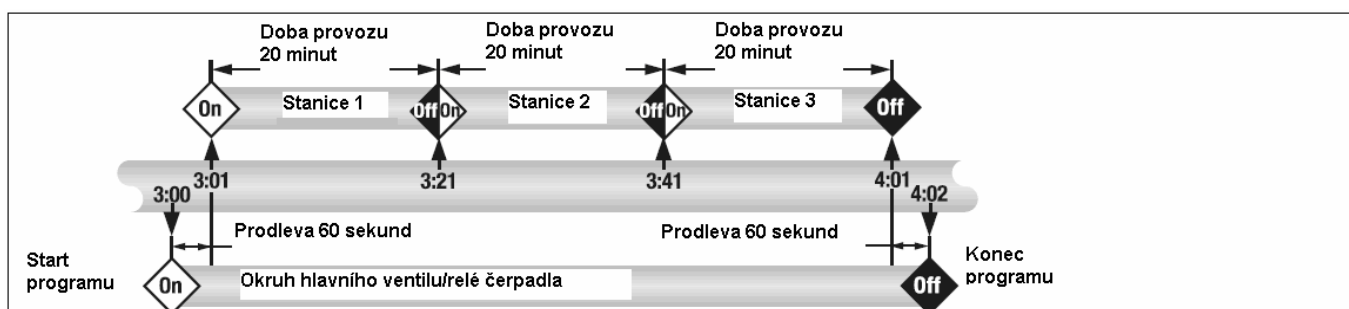 Doba provozu
20 minut
Doba provozu
20 minut
Doba provozu
20 minut
On
Stanice 1
Off
On
Stanice 2
Off
On
Stanice 3
Off
3:00
3:01
3:21
3:41
4:01
4:02
Prodleva 60 sekund
Prodleva 60 sekund
Start
programu
On
Okruh hlavního ventilu/relé čerpadla
Off
Konec
programu